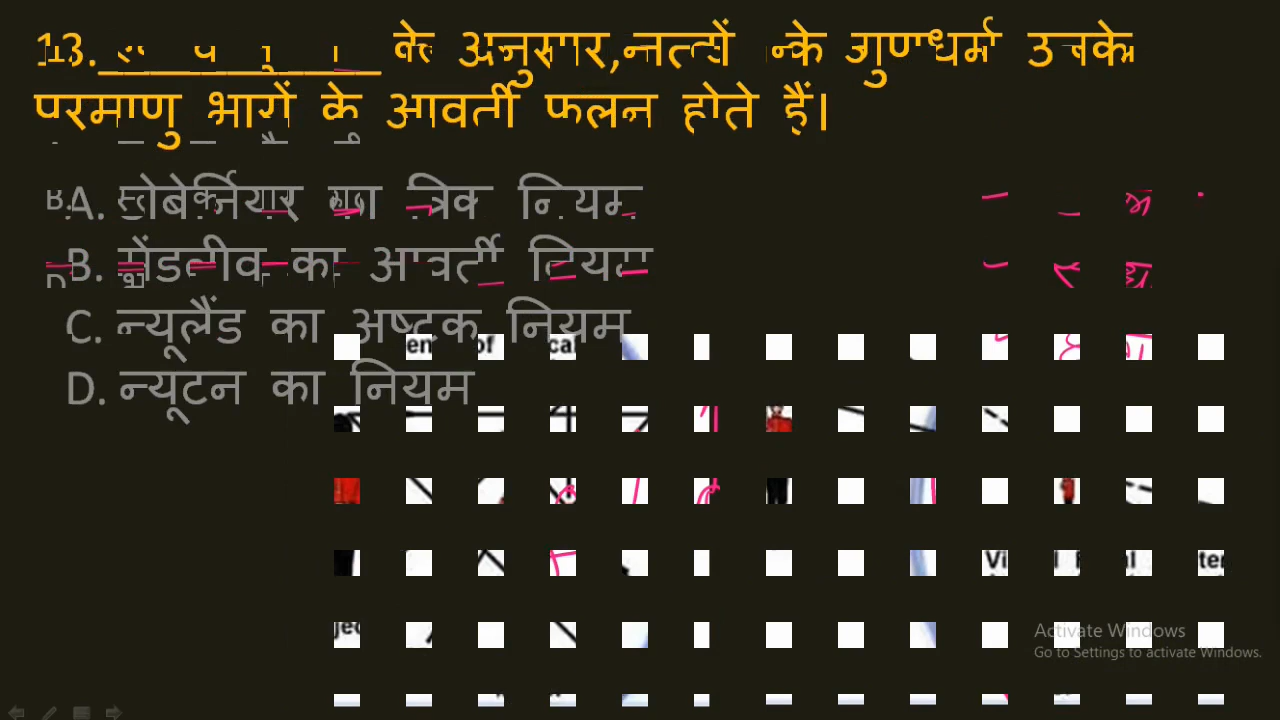 13.____________ के अनुसार,तत्वों के गुणधर्म उनके
परमाणु भारों के आवर्ती फलन होते हैं।
A. डोबेर्नियर का त्रिक नियम
B. मेंडलीव का आवर्ती नियम
C. न्यूलैंड का अष्टक नियम
D. न्यूटन का नियम
Activate Windows
Go to Settings to activate Windows.